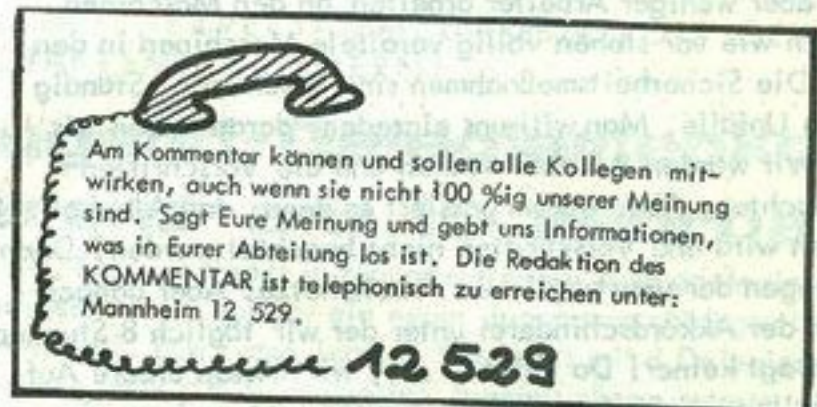 Am Kommentar können und sollen alle Kollegen mit-
wirken, auch wenn sie nicht 100 %ig unserer Meinung
sind. Sagt Eure Meinung und gebt uns Informationen,
was in Eurer Abteilung los ist. Die Redaktion des
KOMMENTAR ist telephonisch zu erreichen unter:
Mannheim 12 529.
12 529